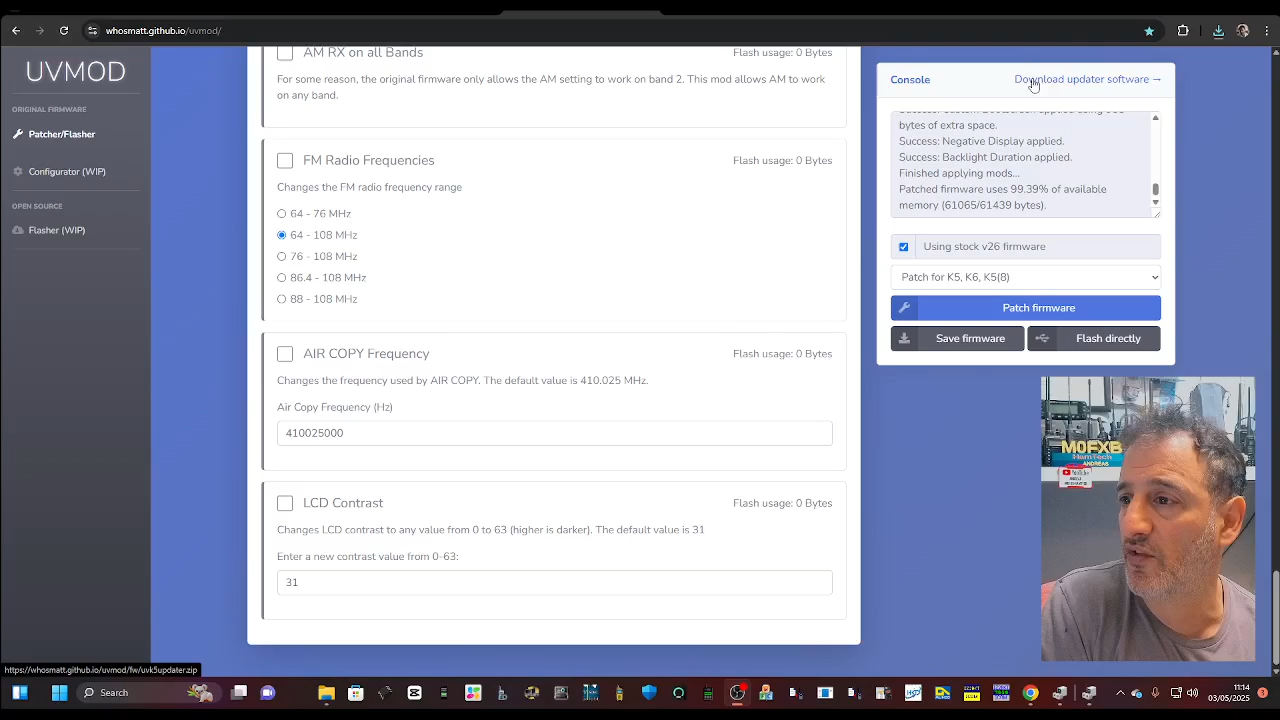 whosmatt.github.io/uvmod/
UVMOD
ORIGINAL FIRMWARE
Patcher/Flasher
Configurator (WIP)
OPEN SOURCE
Flasher (WIP)
AM RX on all Bands
Flash usage: 0 Bytes
For some reason, the original firmware only allows the AM setting to work on band 2. This mod allows AM to work
on any band.
FM Radio Frequencies
Flash usage: 0 Bytes
Changes the FM radio frequency range
64 - 76 MHz
64 - 108 MHz
76 - 108 MHz
86.4 - 108 MHz
88 - 108 MHz
AIR COPY Frequency
Flash usage: 0 Bytes
Changes the frequency used by AIR COPY. The default value is 410.025 MHz.
Air Copy Frequency (Hz)
410025000
LCD Contrast
Flash usage: 0 Bytes
Changes LCD contrast to any value from 0 to 63 (higher is darker). The default value is 31
Enter a new contrast value from 0-63:
31
Console
Download updater software →
bytes of extra space.
Success: Negative Display applied.
Success: Backlight Duration applied.
Finished applying mods...
Patched firmware uses 99.39% of available
memory (61065/61439 bytes).
Using stock v26 firmware
Patch for K5, K6, K5(8)
Patch firmware
Save firmware
Flash directly
M0FXB
HamTech
ANDREAS
YouTube
https://whosmatt.github.io/uvmod/fw/uvk5updater.zip
Search
11:14
03/05/2025